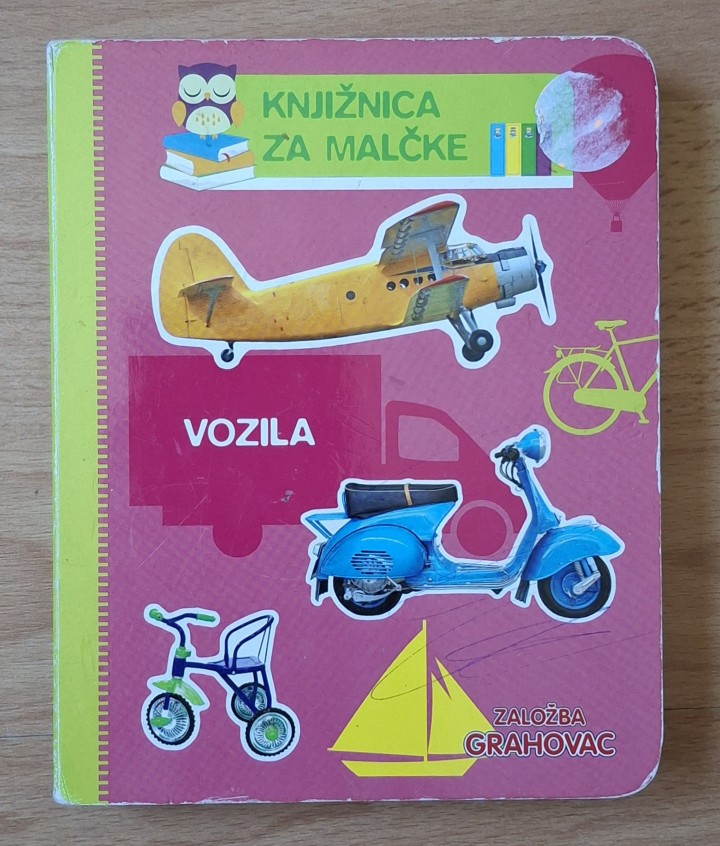 KNJIŽNICA
ZA MALČKE
VOZILA
ZALOŽBA
GRAHOVAC